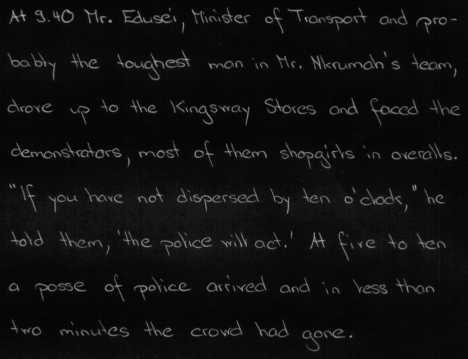 At 9.40 Mr. Edusei, Minister of Transport and pro-
bably the toughest man in Mr. Nkrumah's team,
drove up to the Kingsway Stores and faced the
demonstrators, most of them shopgirls in overalls.
"If you have not dispersed by ten o'clock," he
told them, 'the police will act.' At five to ten
a posse of police arrived and in less than
two minutes the crowd had gone.